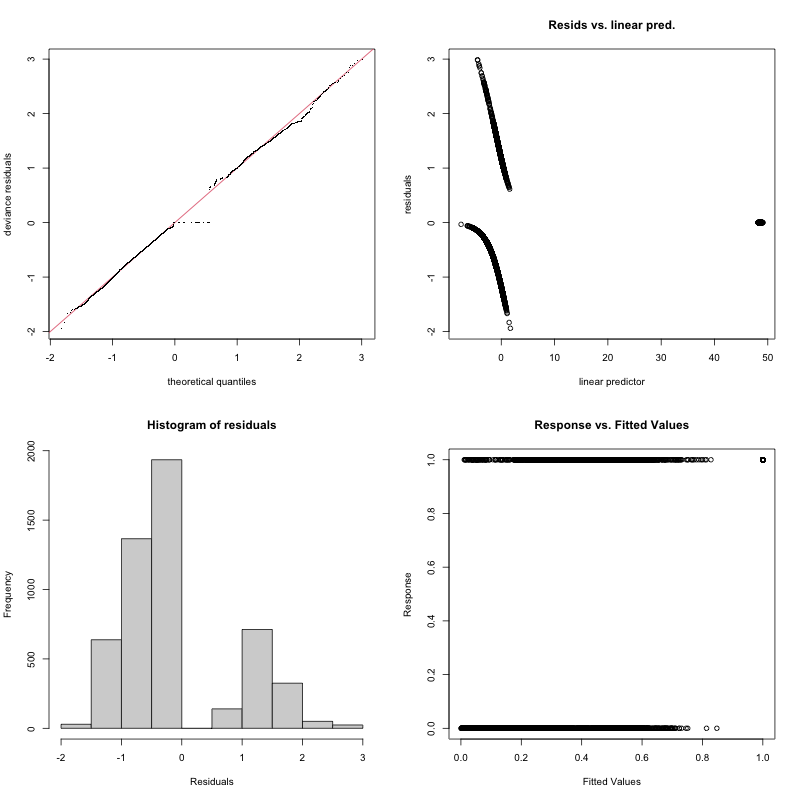 deviance residuals
-2 -1 0 1 2 3
-2 -1 0 1 2 3
theoretical quantiles
Resids vs. linear pred.
residuals
-2 -1 0 1 2 3
0 10 20 30 40 50
linear predictor
Histogram of residuals
Frequency
0 500 1000 1500 2000
-2 -1 0 1 2 3
Residuals
Response vs. Fitted Values
Response
0.0 0.2 0.4 0.6 0.8 1.0
0.0 0.2 0.4 0.6 0.8 1.0
Fitted Values